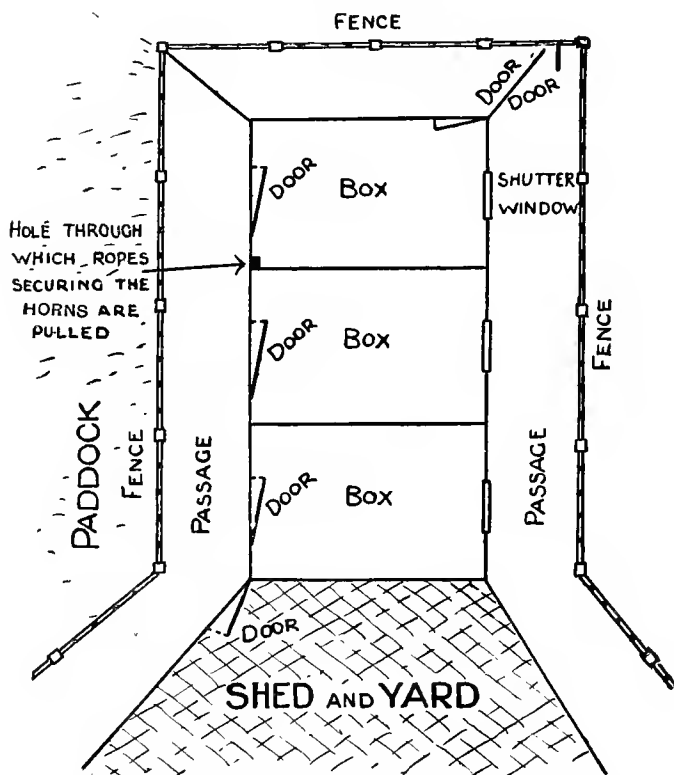 FENCE
DOOR
DOOR
DOOR
BOX
SHUTTER
WINDOW
HOLE THROUGH
WHICH ROPES
SECURING THE
HORNS ARE
PULLED
DOOR
BOX
FENCE
PADDOCK
FENCE
PASSAGE
DOOR
BOX
PASSAGE
DOOR
SHED AND YARD